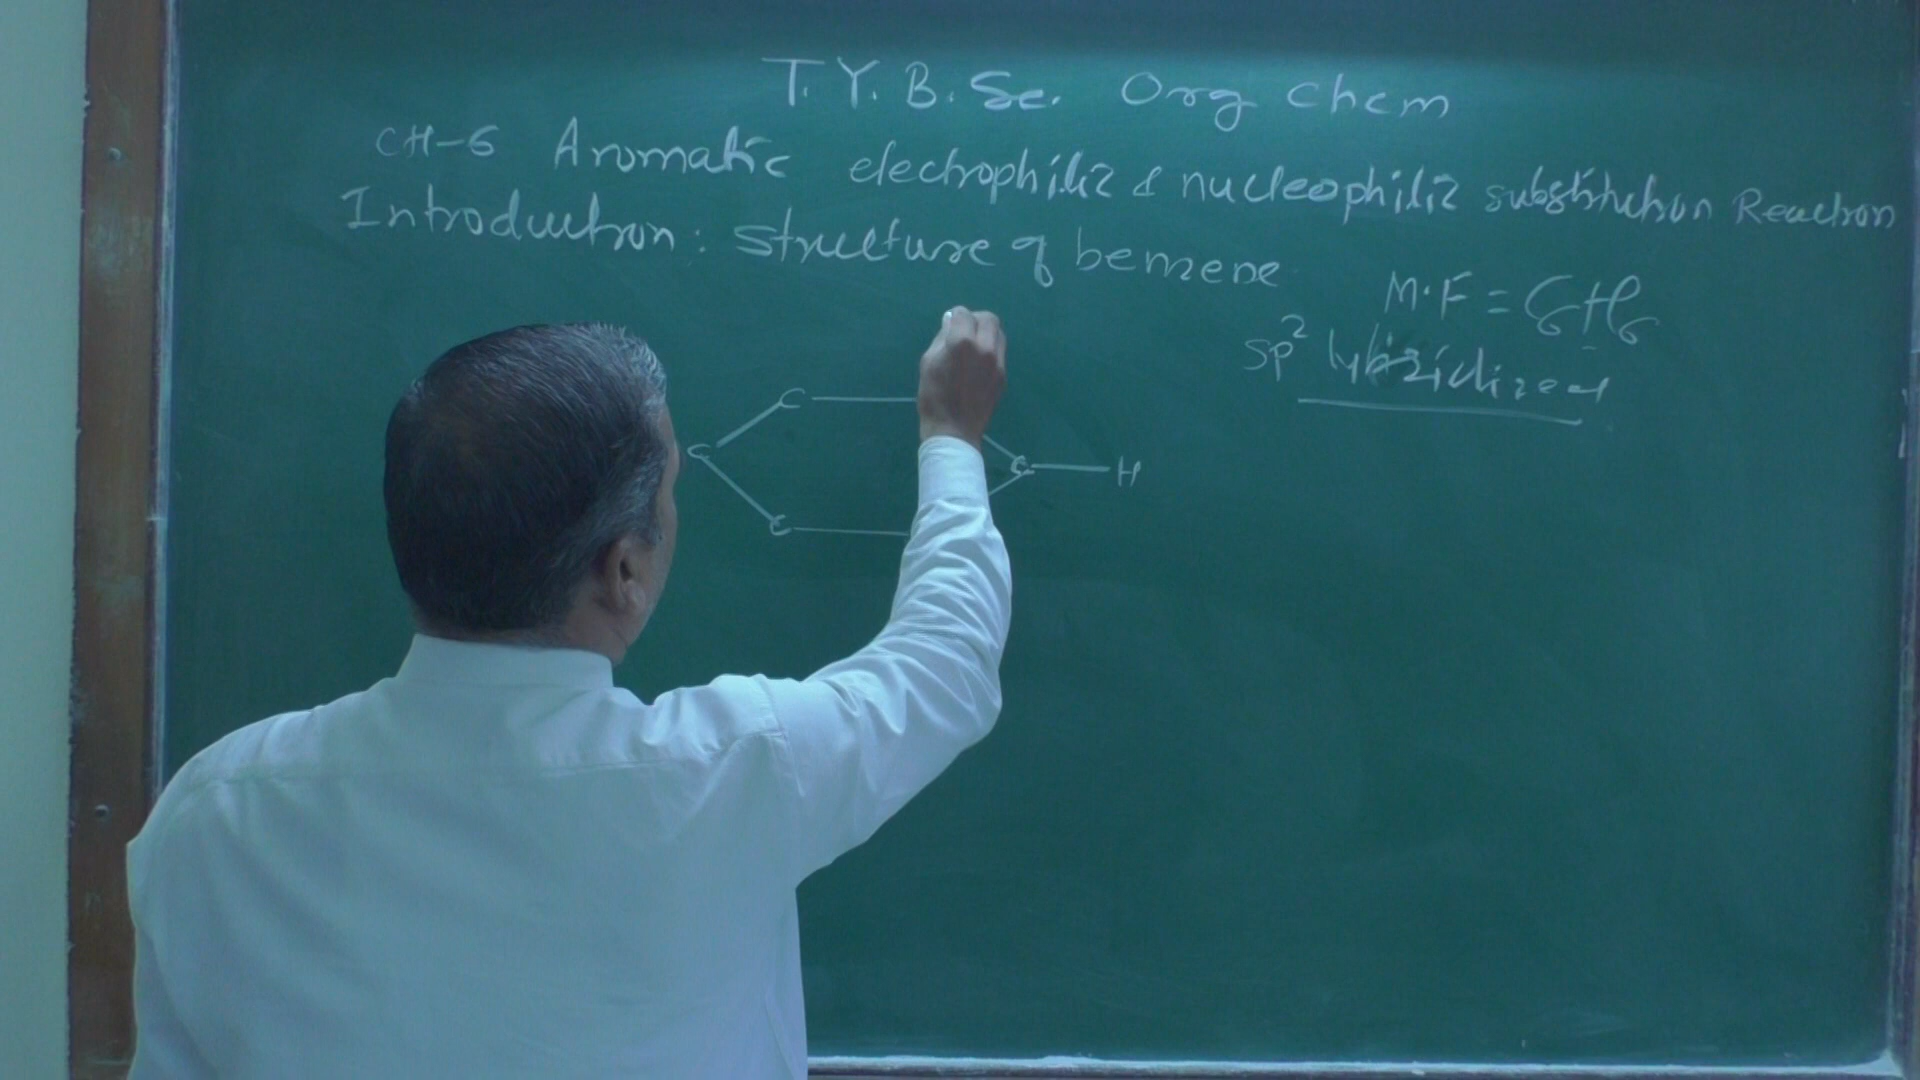 T.Y. B.Sc. Org chem
CH-6 Aromatic electrophilic & nucleophilic substitution Reaction
Introduction: structure of benzene
M.F = C6H6
sp² hybridized
C C
C C H
C